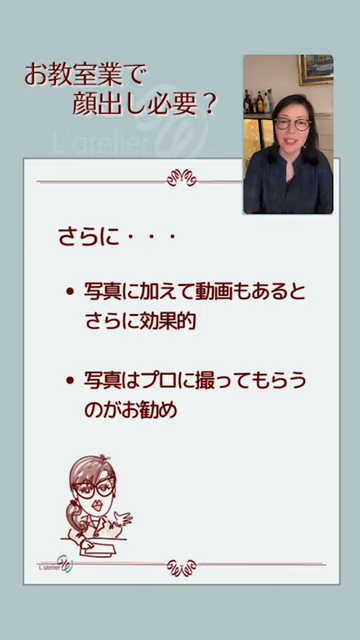 お教室業で
顔出し必要？
L'atelier W
さらに・・・
• 写真に加えて動画もあると
さらに効果的
• 写真はプロに撮ってもらう
のがお勧め
L'atelier W